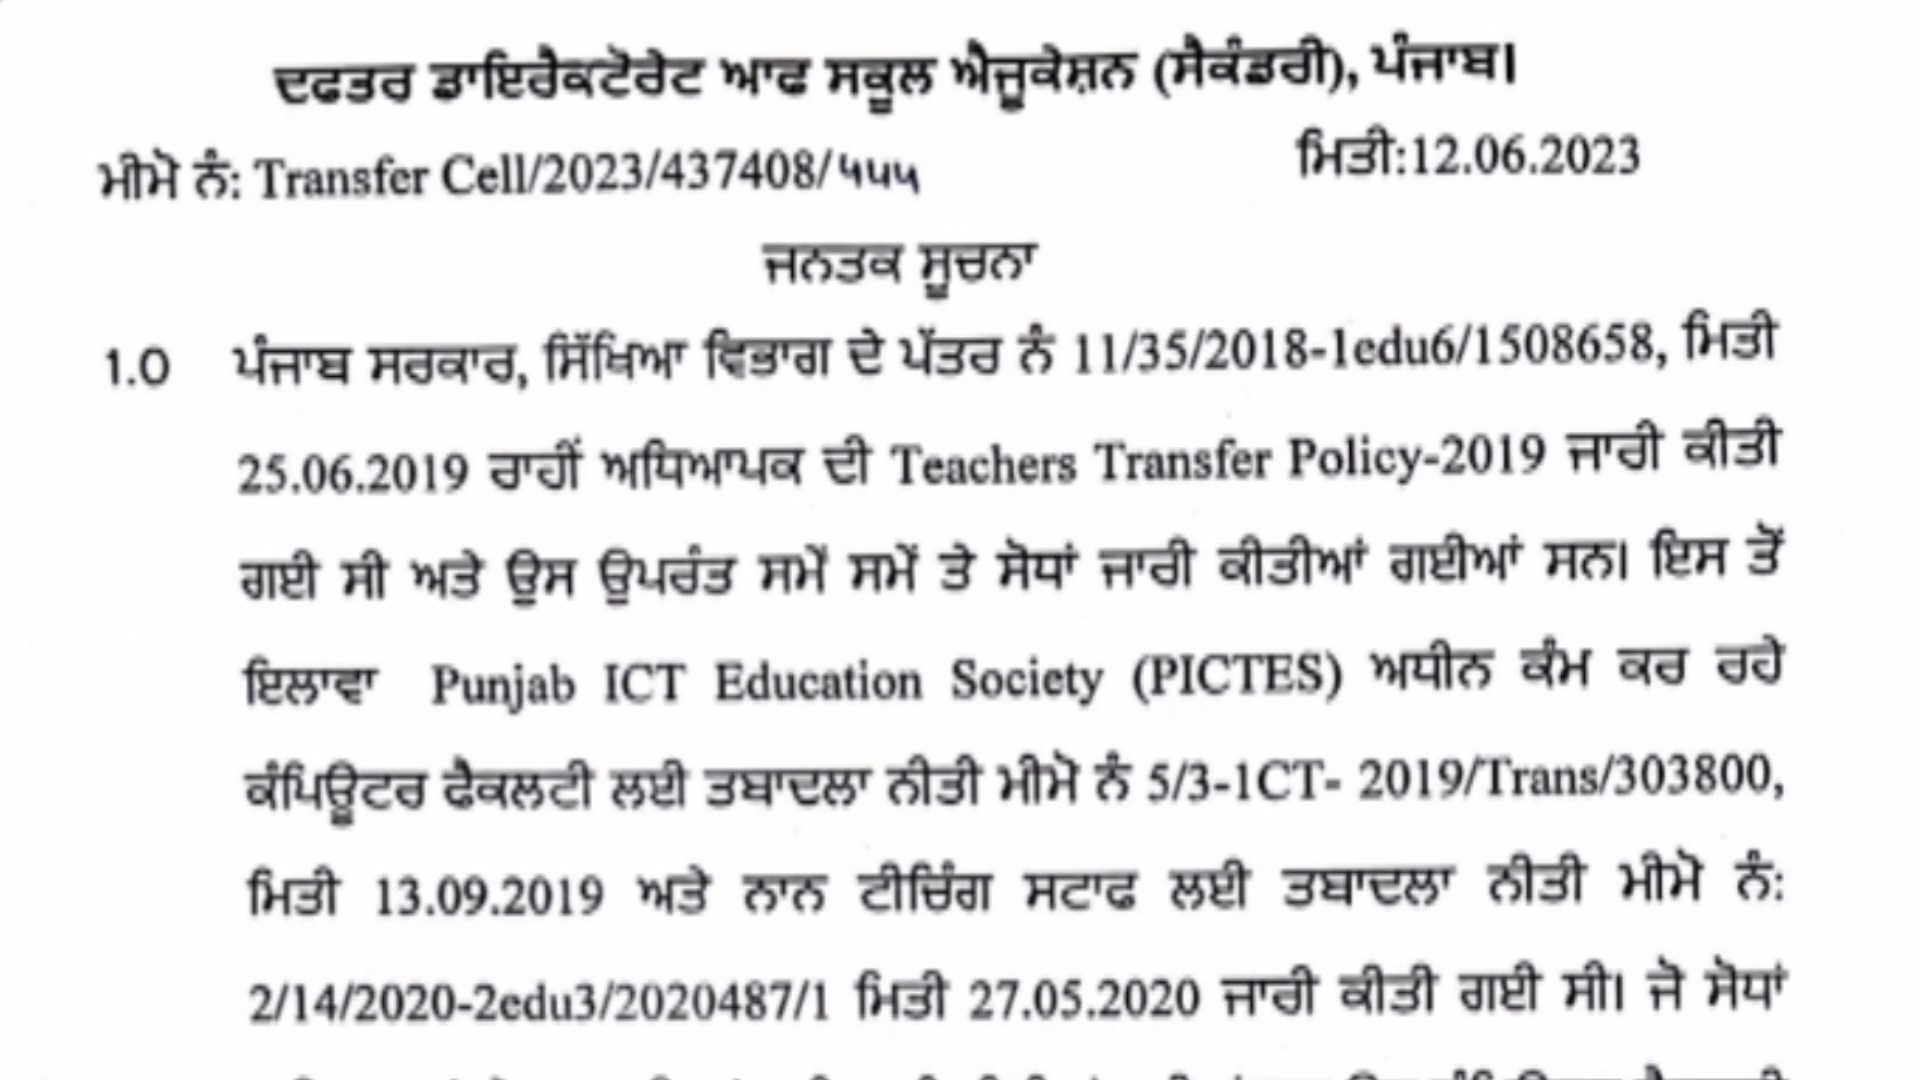 ਦਫਤਰ ਡਾਇਰੈਕਟੋਰੇਟ ਆਫ ਸਕੂਲ ਐਜੂਕੇਸ਼ਨ (ਸੈਕੰਡਰੀ), ਪੰਜਾਬ।
ਮੀਮੋ ਨੰ: Transfer Cell/2023/437408/ ਮਿਤੀ:12.06.2023
ਜਨਤਕ ਸੂਚਨਾ
1.0 ਪੰਜਾਬ ਸਰਕਾਰ, ਸਿੱਖਿਆ ਵਿਭਾਗ ਦੇ ਪੱਤਰ ਨੰ 11/35/2018-1edu6/1508658, ਮਿਤੀ
25.06.2019 ਰਾਹੀਂ ਅਧਿਆਪਕ ਦੀ Teachers Transfer Policy-2019 ਜਾਰੀ ਕੀਤੀ
ਗਈ ਸੀ ਅਤੇ ਉਸ ਉਪਰੰਤ ਸਮੇਂ ਸਮੇਂ ਤੇ ਸੋਧਾਂ ਜਾਰੀ ਕੀਤੀਆਂ ਗਈਆਂ ਸਨ। ਇਸ ਤੋਂ
ਇਲਾਵਾ Punjab ICT Education Society (PICTES) ਅਧੀਨ ਕੰਮ ਕਰ ਰਹੇ
ਕੰਪਿਊਟਰ ਫੈਕਲਟੀ ਲਈ ਤਬਾਦਲਾ ਨੀਤੀ ਮੀਮੋ ਨੰ 5/3-1CT- 2019/Trans/303800,
ਮਿਤੀ 13.09.2019 ਅਤੇ ਨਾਨ ਟੀਚਿੰਗ ਸਟਾਫ ਲਈ ਤਬਾਦਲਾ ਨੀਤੀ ਮੀਮੋ ਨੰ:
2/14/2020-2edu3/2020487/1 ਮਿਤੀ 27.05.2020 ਜਾਰੀ ਕੀਤੀ ਗਈ ਸੀ। ਜੋ ਸੋਧਾਂ